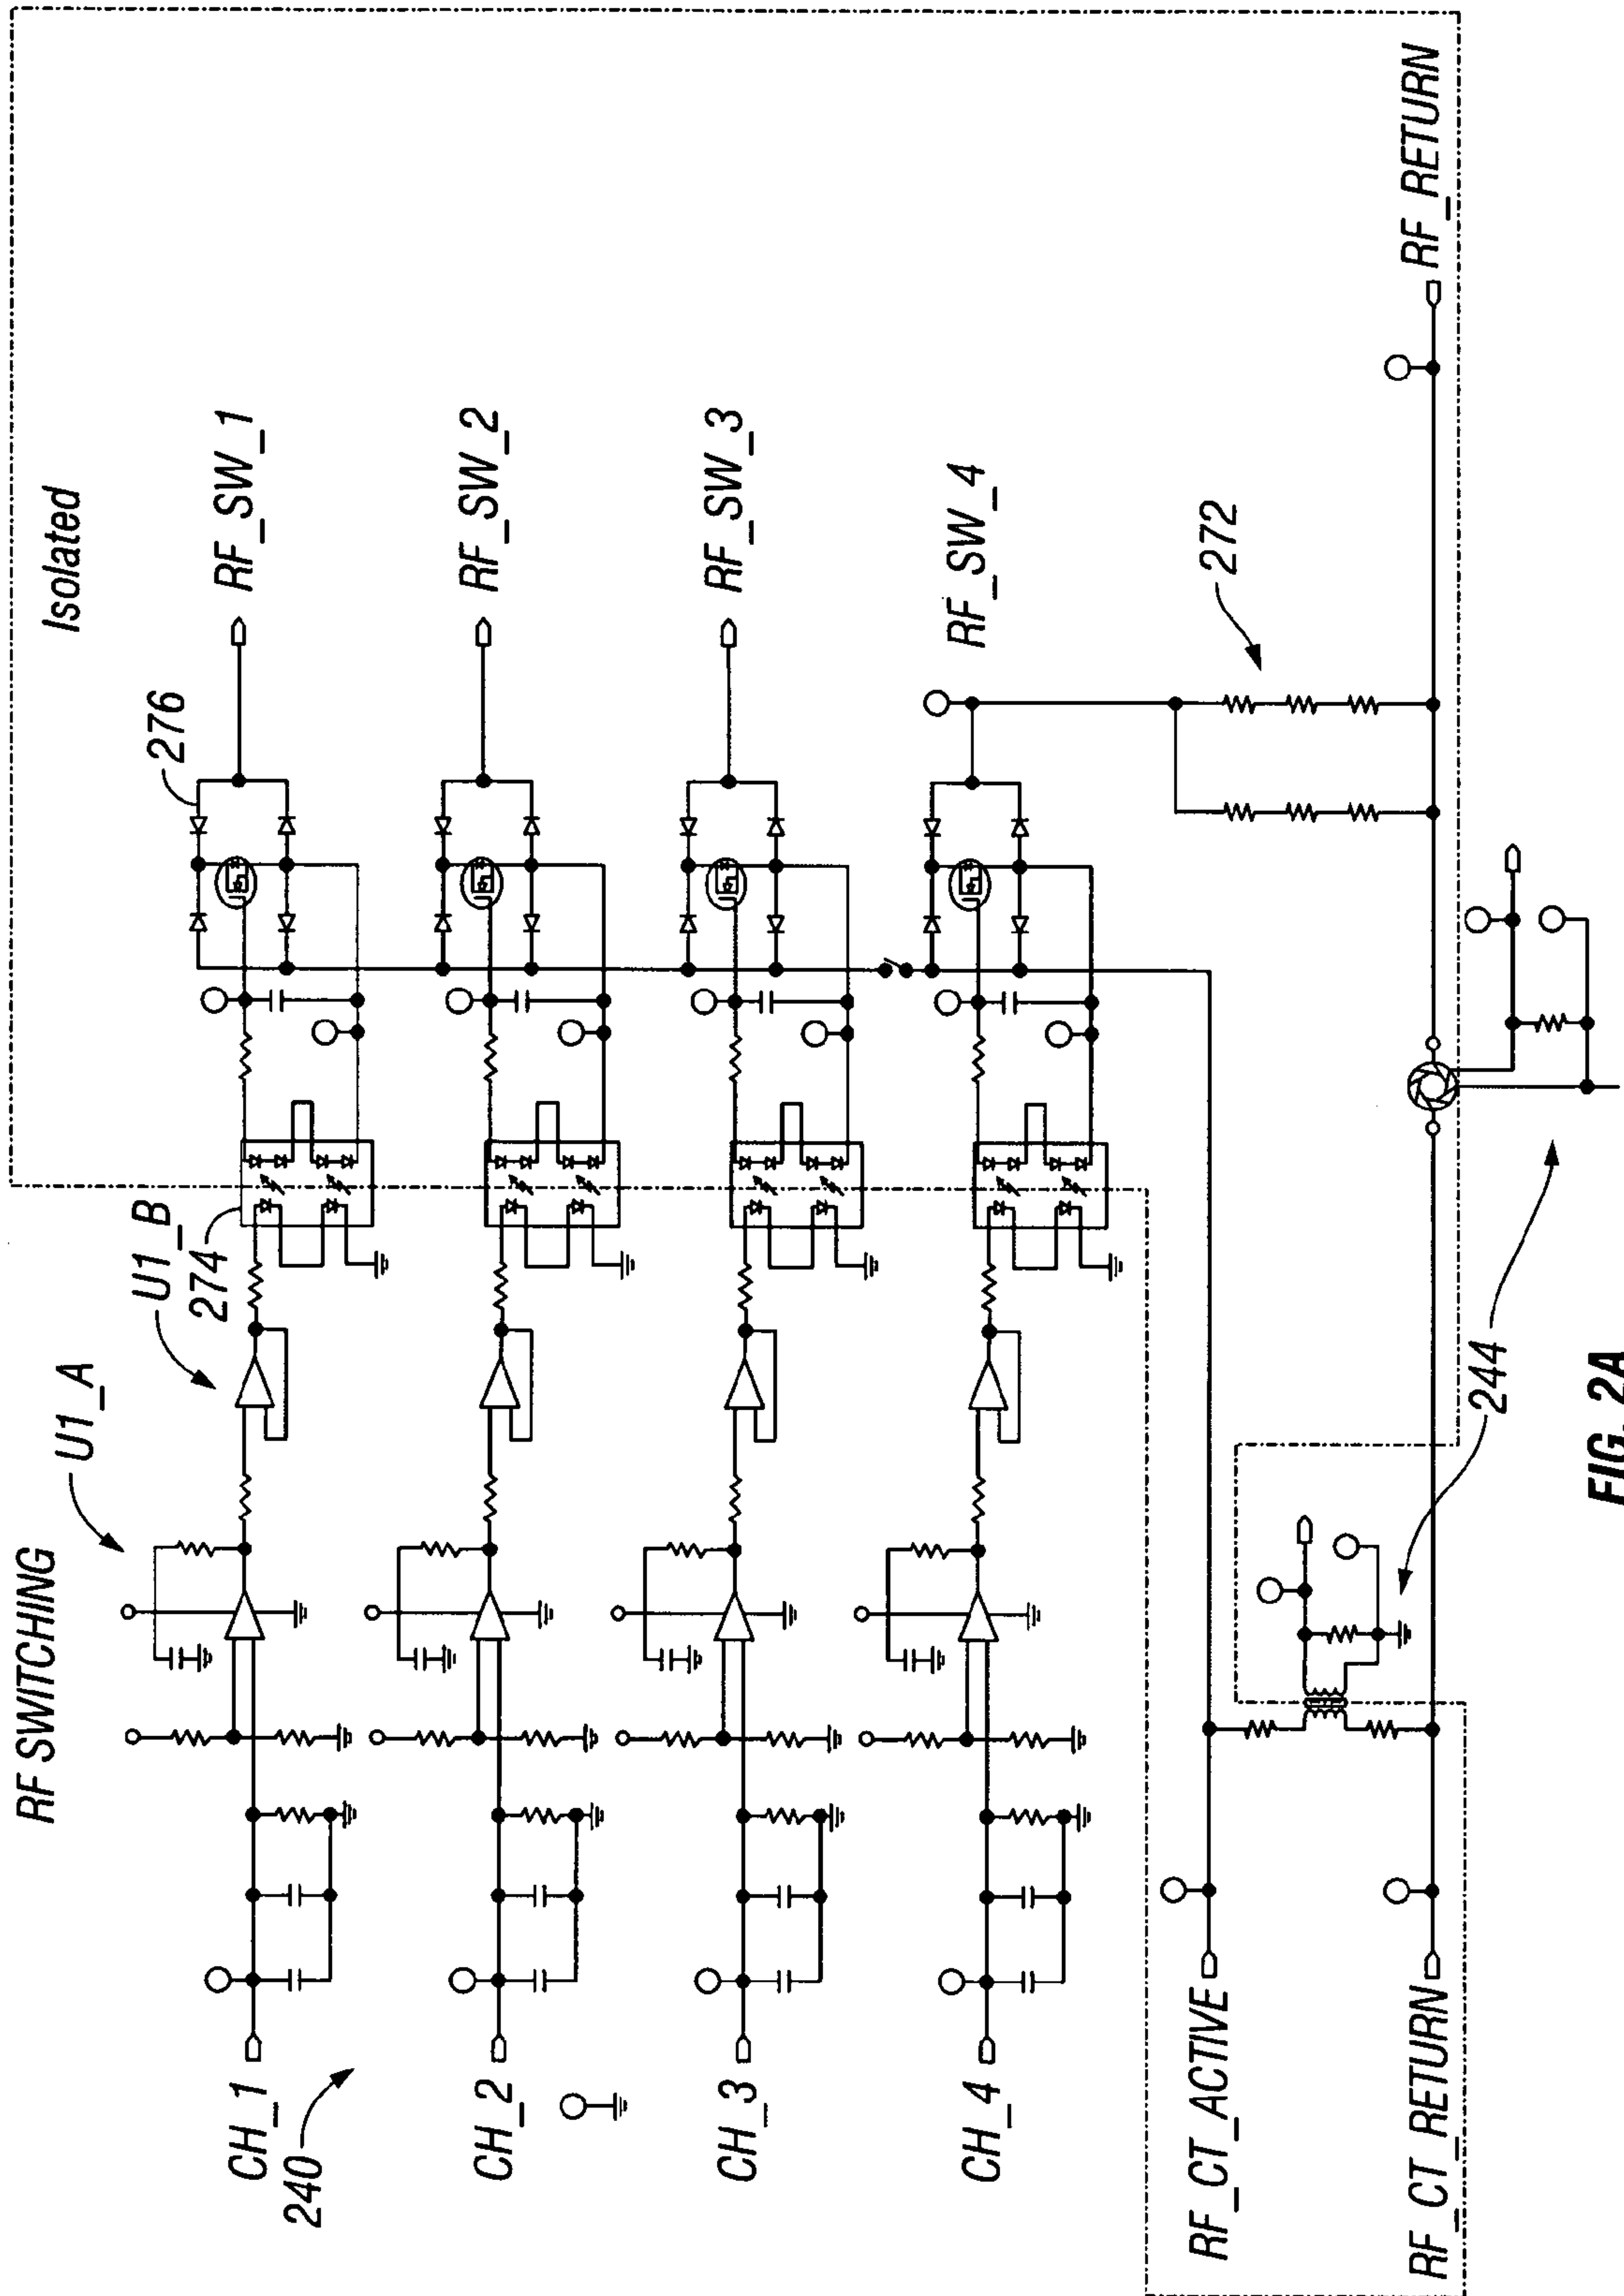 RF SWITCHING
Isolated
U1_A
U1_B
274
276
CH_1
RF_SW_1
240
CH_2
RF_SW_2
CH_3
RF_SW_3
CH_4
RF_SW_4
272
RF_CT_ACTIVE
RF_CT_RETURN
RF_RETURN
244
FIG. 2A